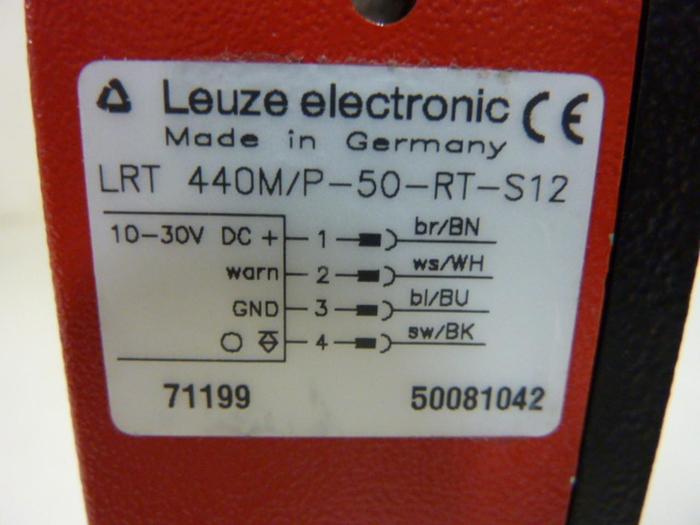 Leuze electronic CE
Made in Germany
LRT 440M/P-50-RT-S12
10-30V DC + 1 br/BN
warn 2 ws/WH
GND 3 bl/BU
4 sw/BK
71199 50081042